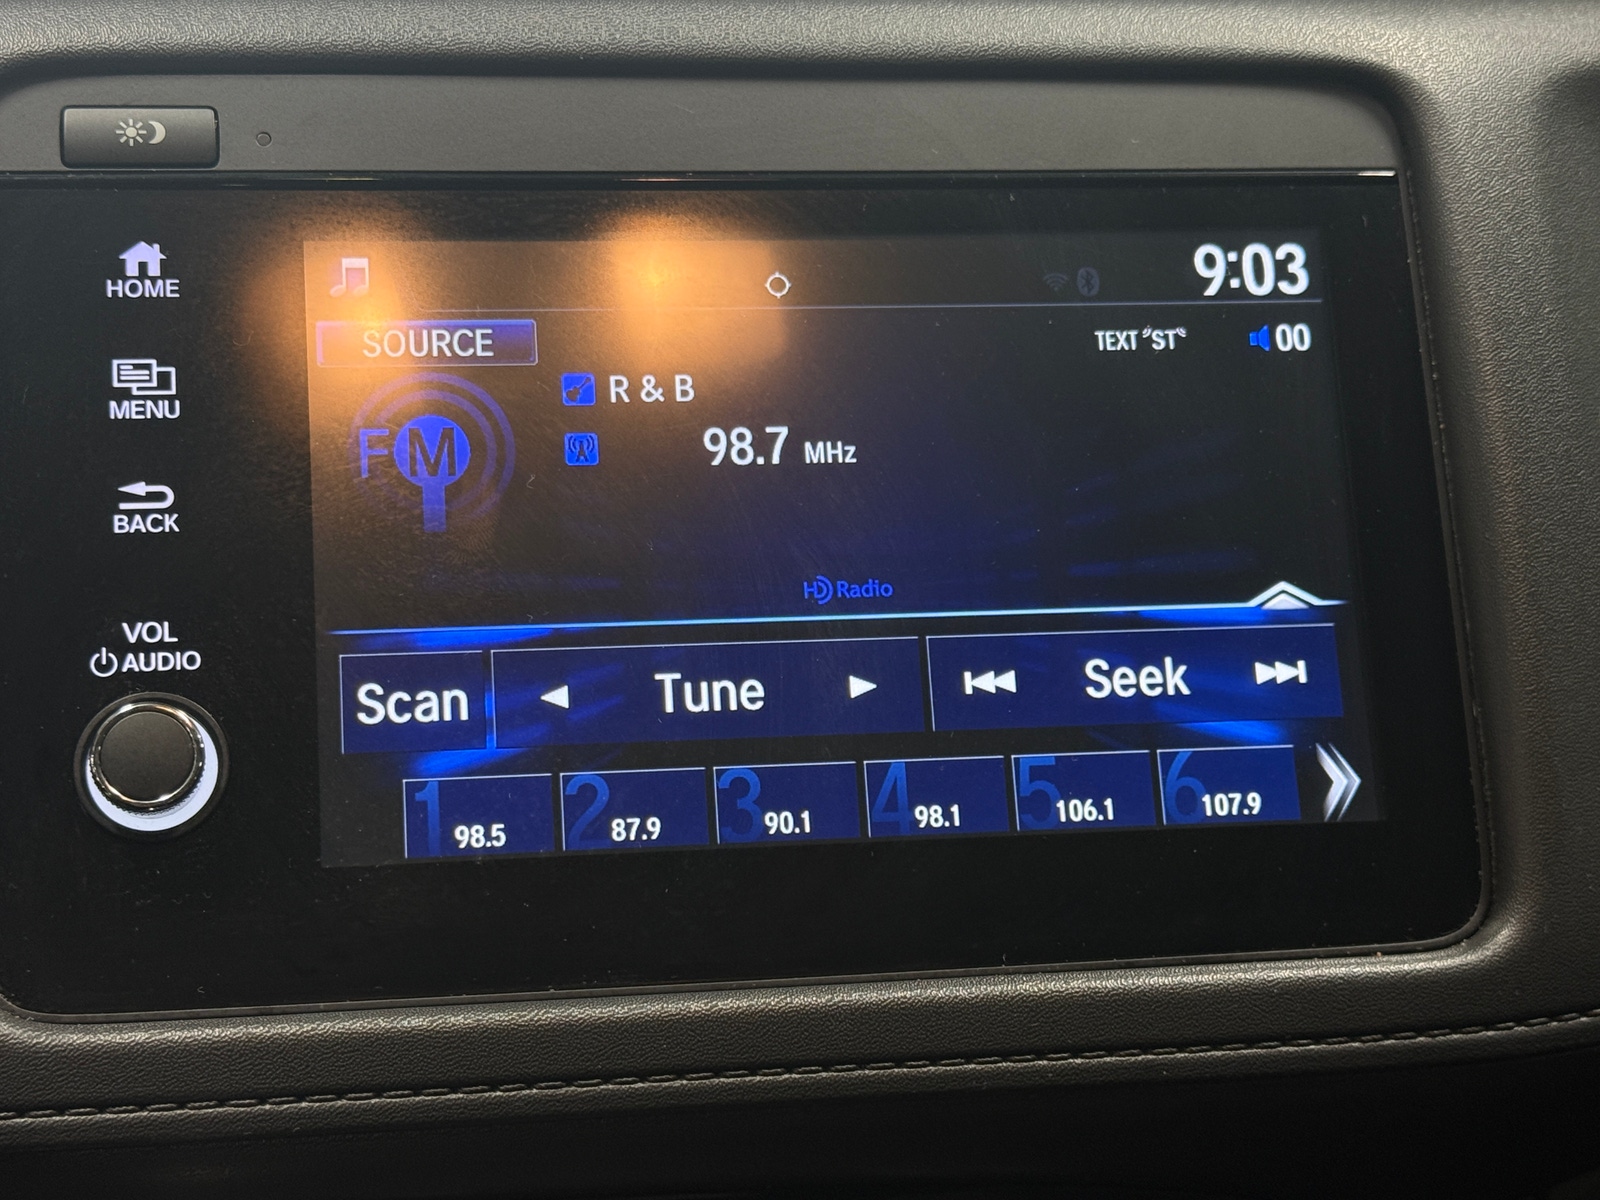 HOME
MENU
BACK
VOL
AUDIO
9:03
SOURCE
TEXT "ST"
00
FM
R & B
98.7 MHz
HD Radio
Scan
Tune
Seek
1 98.5
2 87.9
3 90.1
4 98.1
5 106.1
6 107.9